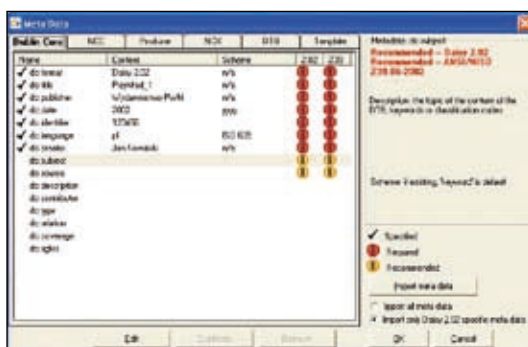 Meta Data
Dublin Core NCC Producer NCX DTB Template
Name Content Scheme 2.02 Z39
dc:format Daisy 2.02 n/a
dc:title n/a
dc:publisher n/a
dc:date 2002
dc:identifier 123456 n/a
dc:language pl ISO 639
dc:creator Jan Kowalski n/a
dc:subject
dc:source
dc:description
dc:contributor
dc:type
dc:relation
dc:coverage
dc:rights
Edit
Metadata: dc:subject
Recommended - Daisy 2.02
Recommended - ANSI/NISO
Z39.86-2002
Description: the topic of the content of the
DTB, keywords or classification codes
Scheme: if existing, 'keyword' is default
Specified
Required
Recommended
Import meta data
Import all meta data
Import only Daisy 2.02 specific meta data
OK Cancel